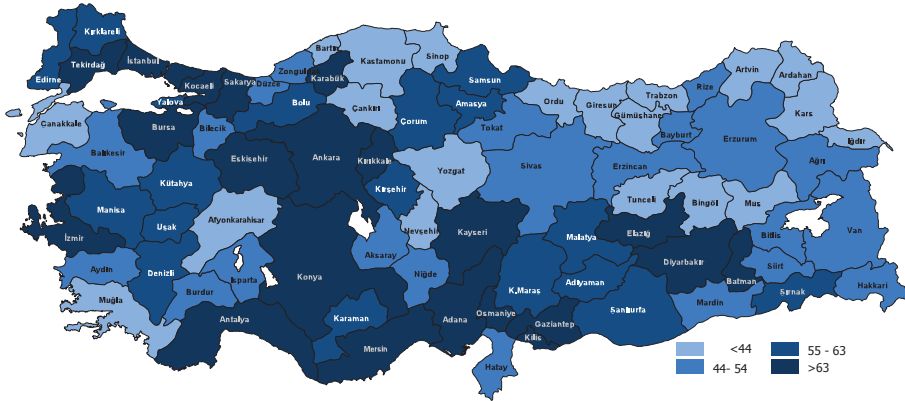 Kırklareli
Edirne
Tekirdağ
İstanbul
Kocaeli
Yalova
Sakarya
Düzce
Zonguldak
Bartın
Karabük
Kastamonu
Sinop
Samsun
Bolu
Çankırı
Çorum
Amasya
Tokat
Ordu
Giresun
Gümüşhane
Trabzon
Rize
Artvin
Ardahan
Kars
Iğdır
Bayburt
Erzurum
Ağrı
Çanakkale
Balıkesir
Bursa
Bilecik
Eskişehir
Ankara
Kırıkkale
Yozgat
Sivas
Erzincan
Kütahya
Manisa
Uşak
Afyonkarahisar
Kırşehir
Nevşehir
Kayseri
Malatya
Tunceli
Elazığ
Bingöl
Muş
Bitlis
Van
İzmir
Aydın
Denizli
Muğla
Burdur
Isparta
Konya
Aksaray
Niğde
K.Maraş
Adıyaman
Diyarbakır
Batman
Siirt
Şırnak
Hakkari
Mardin
Şanlıurfa
Antalya
Karaman
Mersin
Adana
Osmaniye
Gaziantep
Kilis
Hatay
<44
55 - 63
44- 54
>63